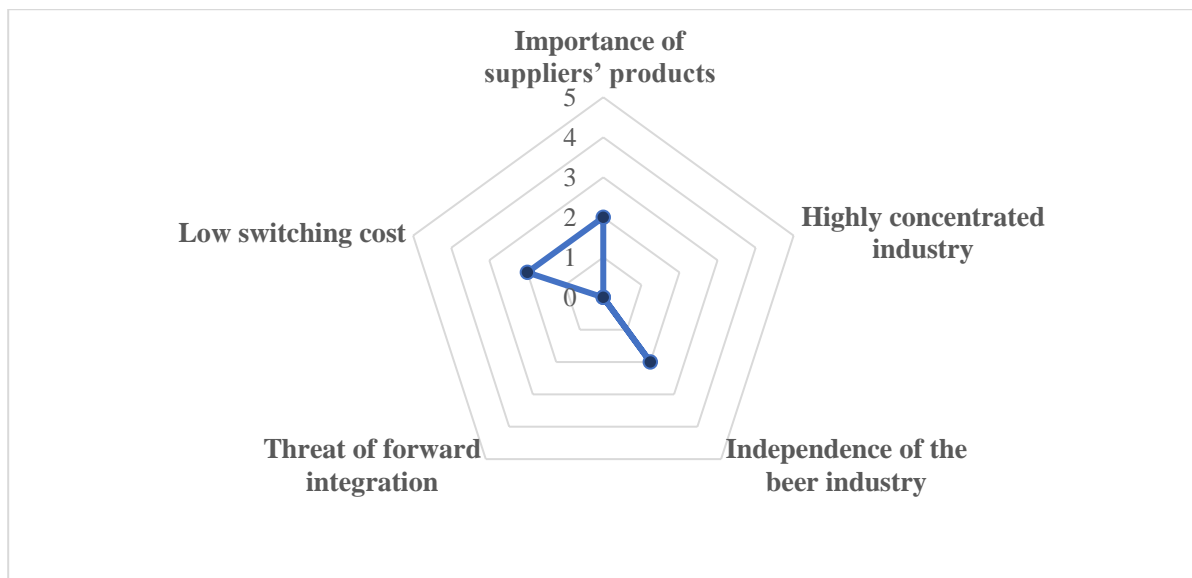 Importance of
suppliers’ products
5
4
3
2
1
0
Highly concentrated
industry
Low switching cost
Threat of forward
integration
Independence of the
beer industry